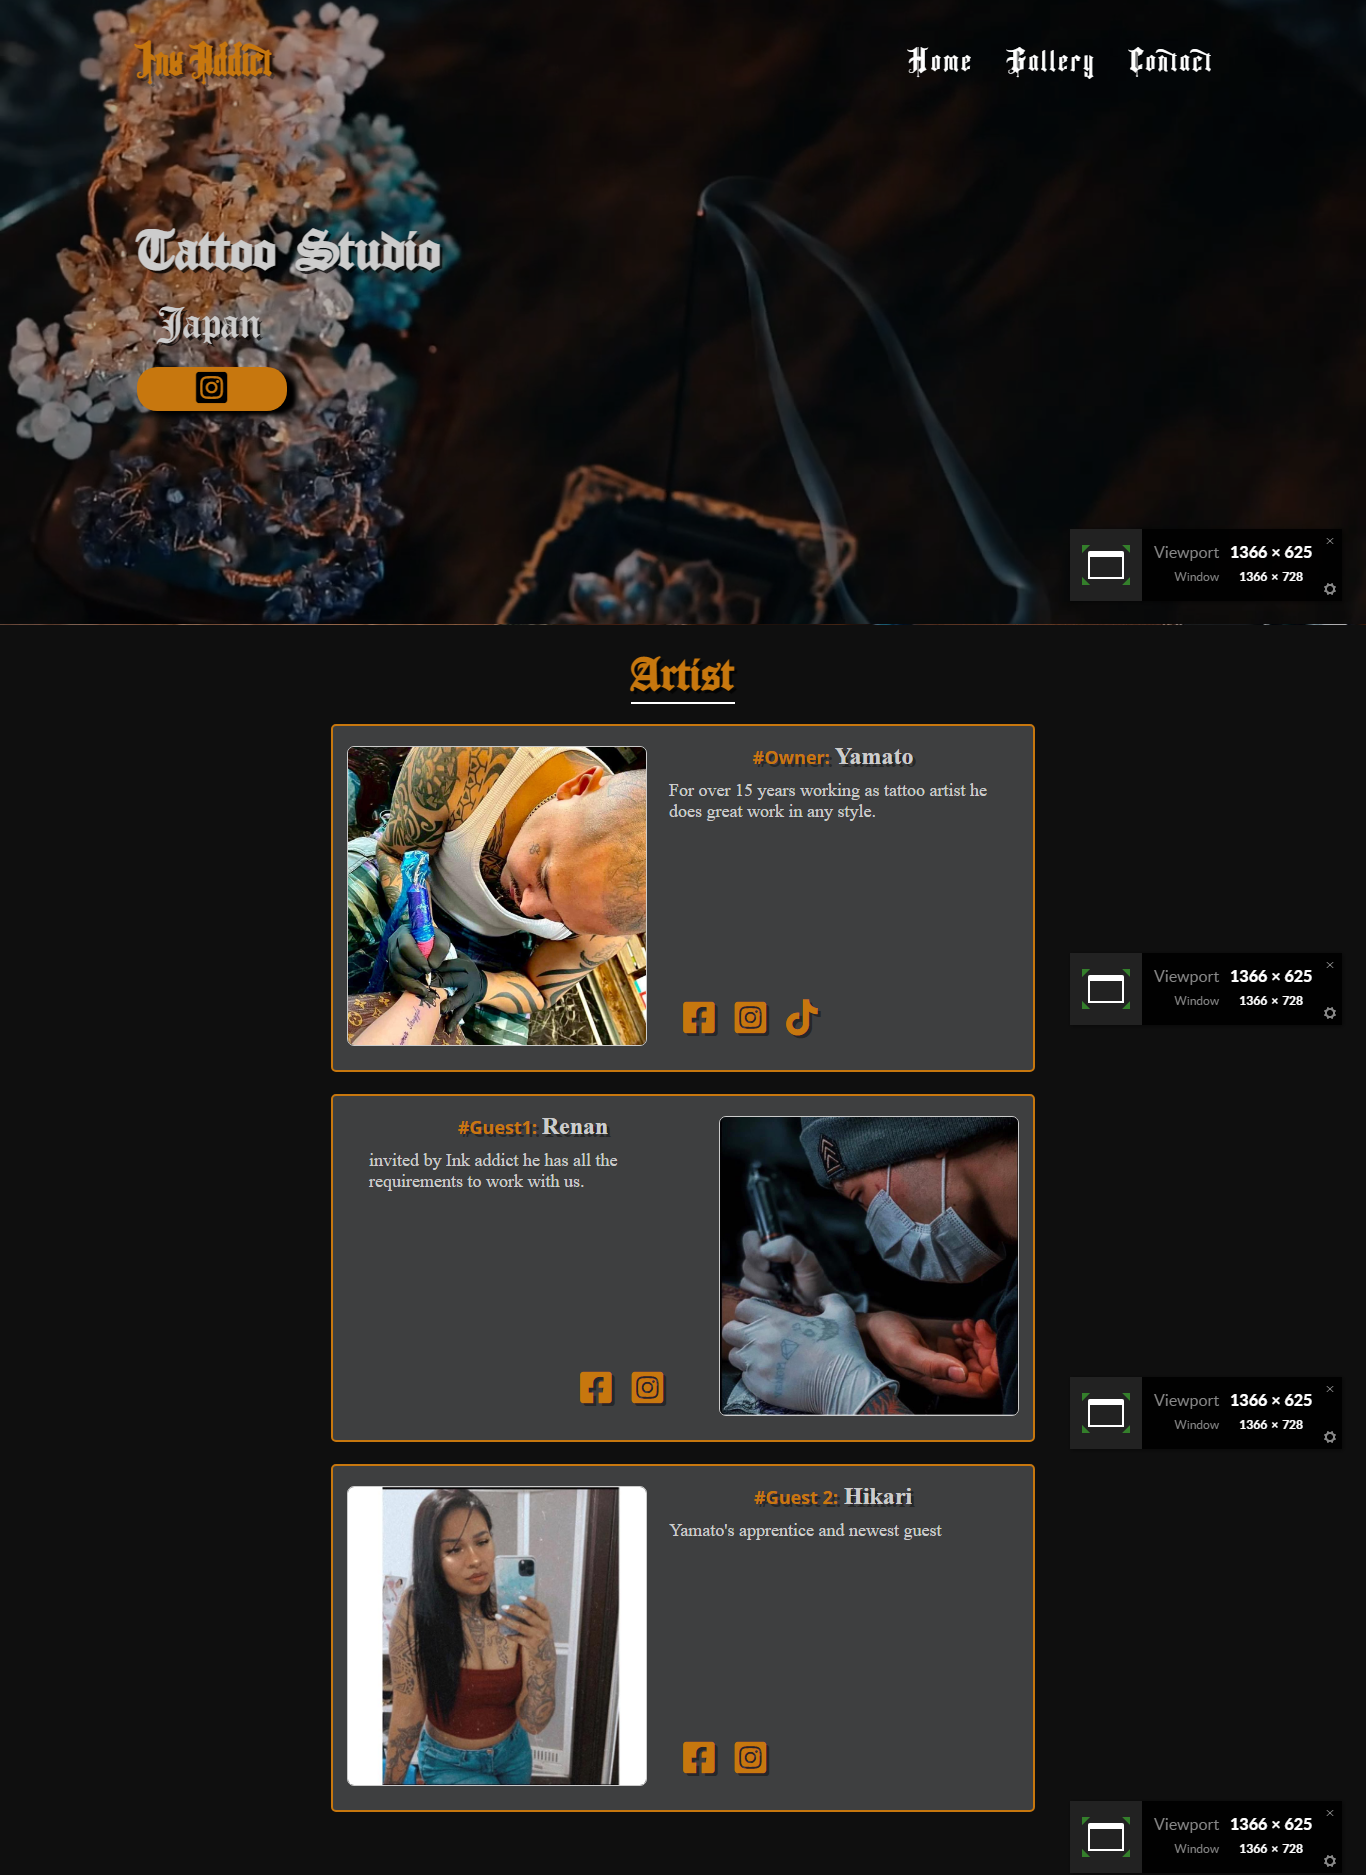 Ink Addict
Home Gallery Contact
Tattoo Studio
Japan
Viewport 1366 × 625
Window 1366 × 728
Artist
#Owner: Yamato
For over 15 years working as tattoo artist he
does great work in any style.
Viewport 1366 × 625
Window 1366 × 728
#Guest1: Renan
invited by Ink addict he has all the
requirements to work with us.
Viewport 1366 × 625
Window 1366 × 728
#Guest 2: Hikari
Yamato's apprentice and newest guest
Viewport 1366 × 625
Window 1366 × 728